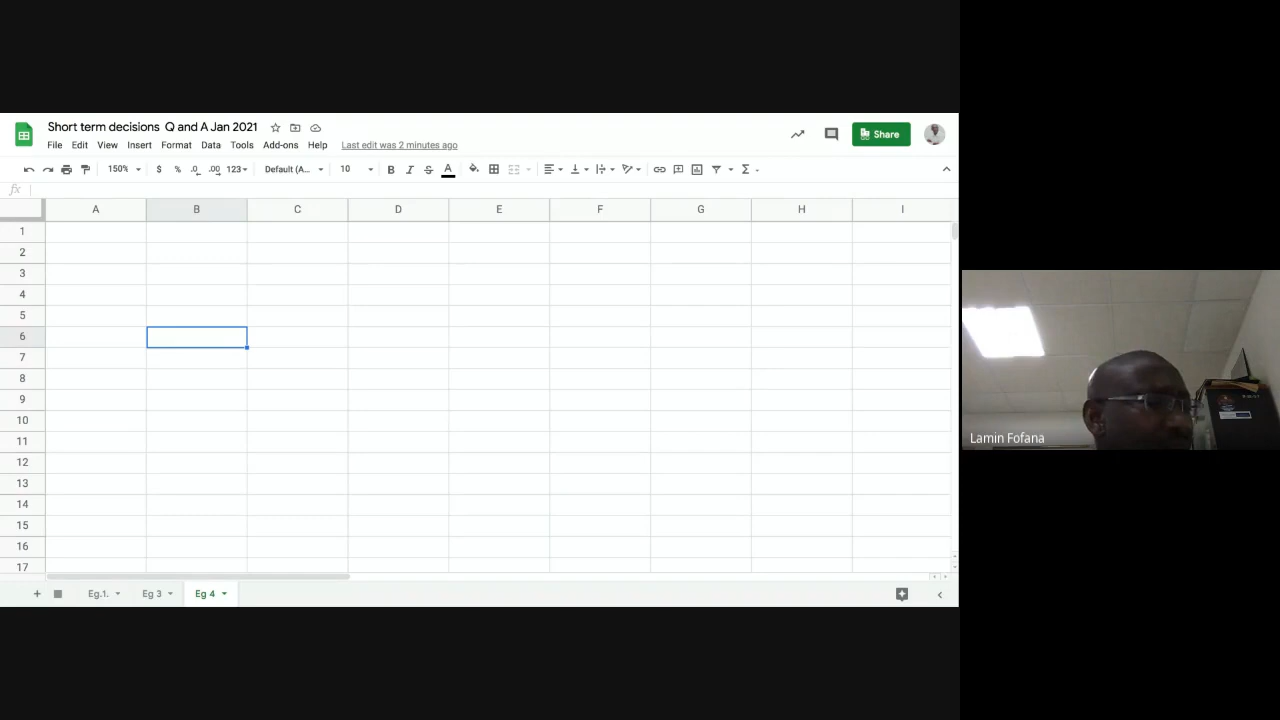 Short term decisions Q and A Jan 2021
File Edit View Insert Format Data Tools Add-ons Help Last edit was 2 minutes ago
Share
150% $ % .0 .00 123 Default (A... 10 B I S A Σ
fx
A B C D E F G H I
1
2
3
4
5
6
7
8
9
10
11
12
13
14
15
16
17
+ Eg.1. Eg 3 Eg 4
Lamin Fofana